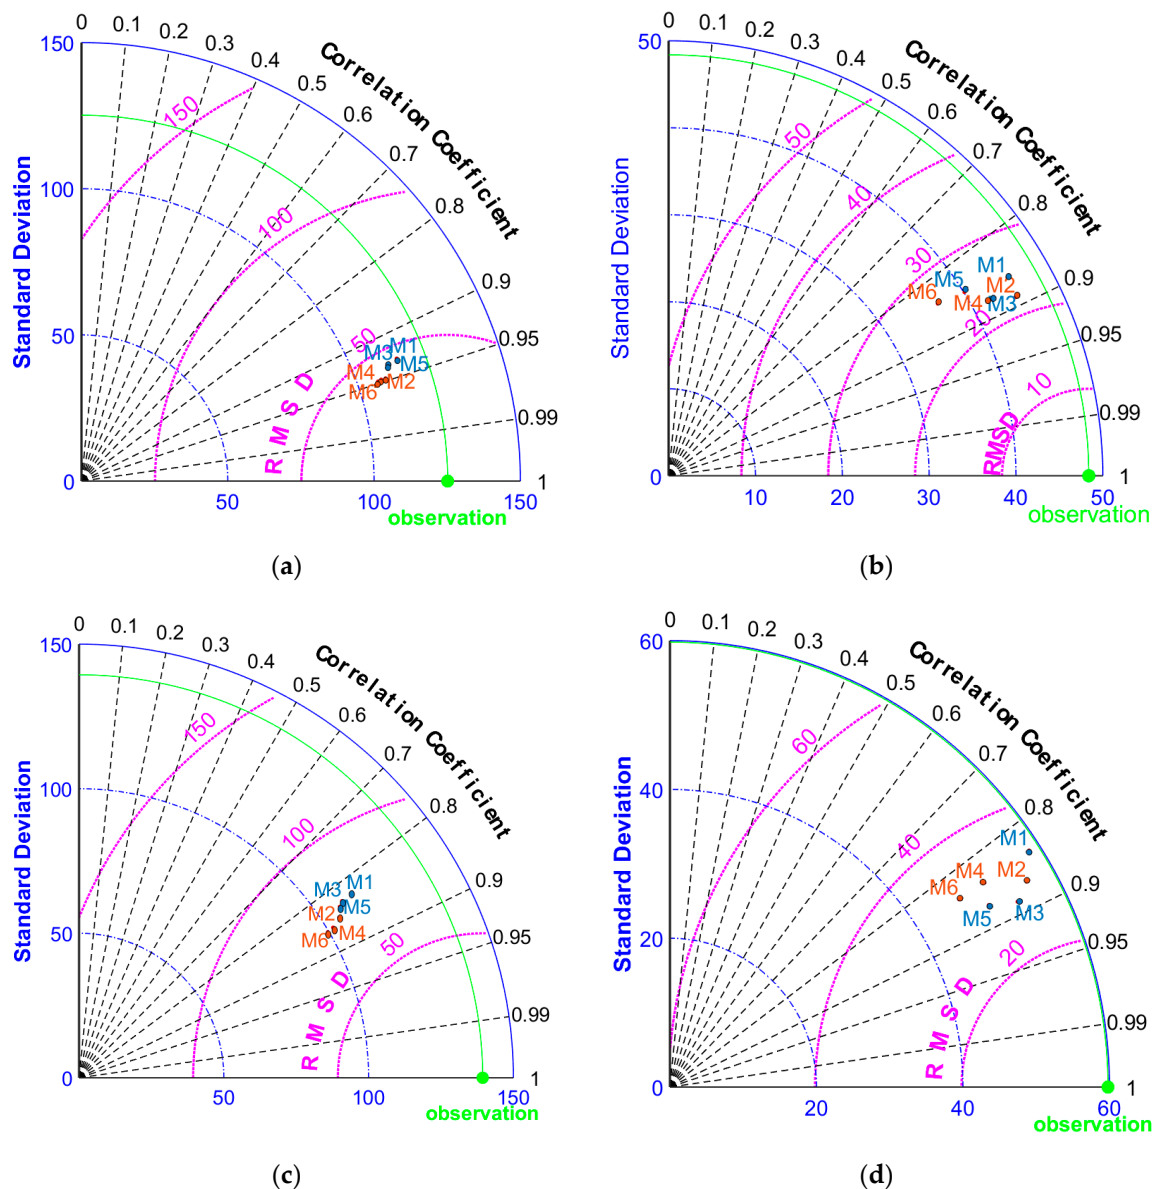 0 0.1 0.2 0.3 0.4 0.5 0.6 0.7 0.8 0.9 0.95 0.99 1
Correlation Coefficient
Standard Deviation
150
100
50
0
50 100 150
observation
150
100
50
R M S D
M1
M3
M5
M4
M2
M6
(a)
0 0.1 0.2 0.3 0.4 0.5 0.6 0.7 0.8 0.9 0.95 0.99 1
Correlation Coefficient
Standard Deviation
50
0
10 20 30 40 50
observation
50
40
30
20
10
RMSD
M1
M5
M2
M6
M4
M3
(b)
0 0.1 0.2 0.3 0.4 0.5 0.6 0.7 0.8 0.9 0.95 0.99 1
Correlation Coefficient
Standard Deviation
150
100
50
0
50 100 150
observation
150
100
50
R M S D
M3 M1
M2 M5
M6 M4
(c)
0 0.1 0.2 0.3 0.4 0.5 0.6 0.7 0.8 0.9 0.95 0.99 1
Correlation Coefficient
Standard Deviation
60
40
20
0
20 40 60
observation
60
40
20
R M S D
M1
M4 M2
M6
M5 M3
(d)